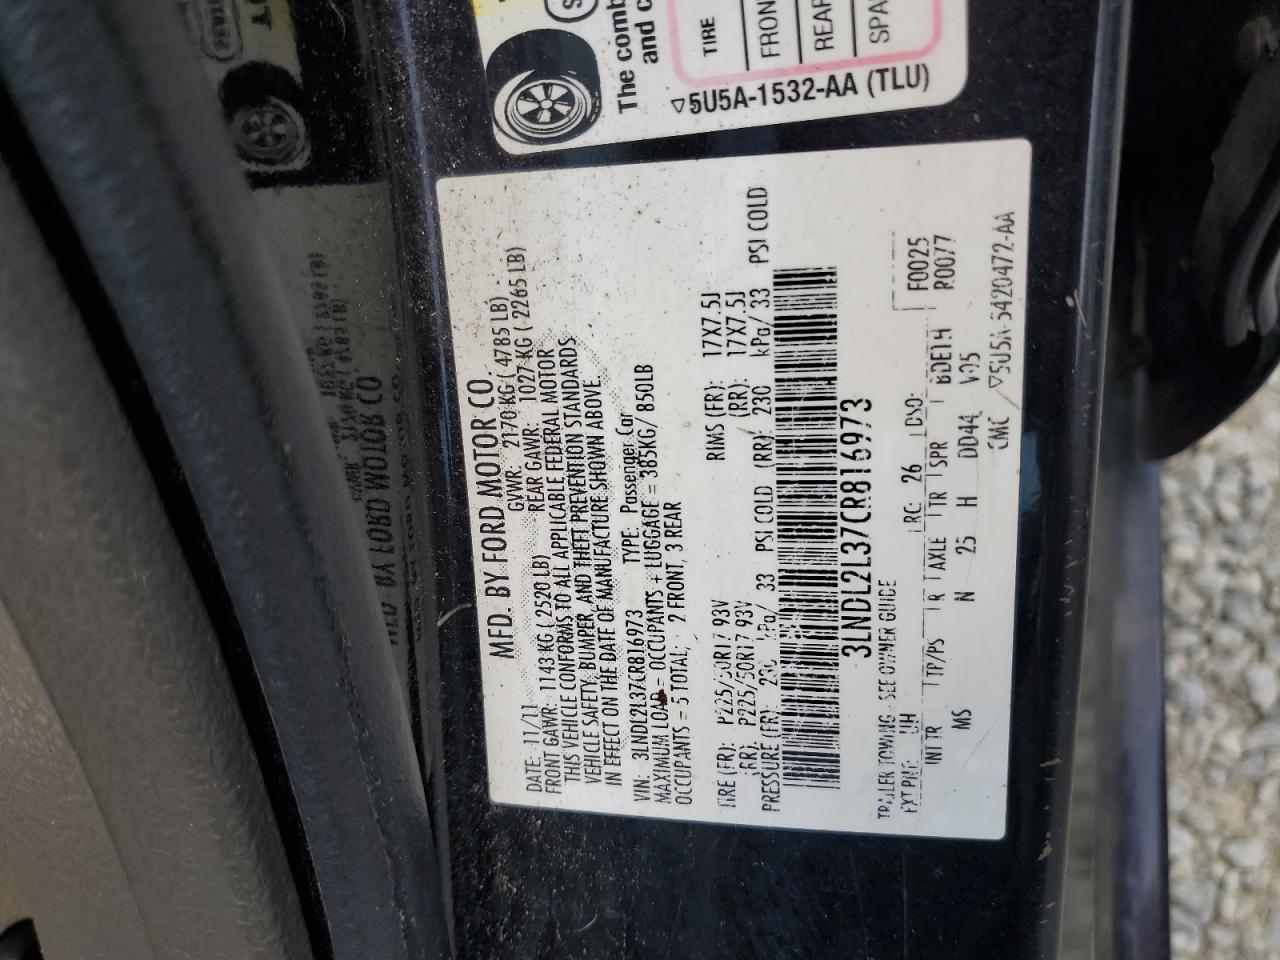 The comb
and c
TIRE
FRON
REAR
SPA
▽5U5A-1532-AA (TLU)
MFD. BY FORD MOTOR CO.
DATE: 11/11 GVWR: 2170 KG ( 4785 LB)
FRONT GAWR: 1143 KG ( 2520 LB) REAR GAWR: 1027 KG ( 2265 LB)
THIS VEHICLE CONFORMS TO ALL APPLICABLE FEDERAL MOTOR
VEHICLE SAFETY, BUMPER, AND THEFT PREVENTION STANDARDS
IN EFFECT ON THE DATE OF MANUFACTURE SHOWN ABOVE.
VIN: 3LNDL2L37CR816973 TYPE: Passenger Car
MAXIMUM LOAD = OCCUPANTS + LUGGAGE = 385KG/ 850LB
OCCUPANTS = 5 TOTAL; 2 FRONT, 3 REAR
TIRE (FR): P225/50R17 93V RIMS (FR): 17X7.5J
(RR): P225/50R17 93V (RR): 17X7.5J
PRESSURE (FR): 230 kPa/ 33 PSI COLD (RR): 230 kPa/ 33 PSI COLD
3LNDL2L37CR816973
TRAILER TOWING - SEE OWNER GUIDE
EXT PNT: UH RC: 26 DSO: F0025
INT TR TP/PS R AXLE TR SPR R0077
MS N 25 H DD44
CMC ▽5U5A-5420472-AA